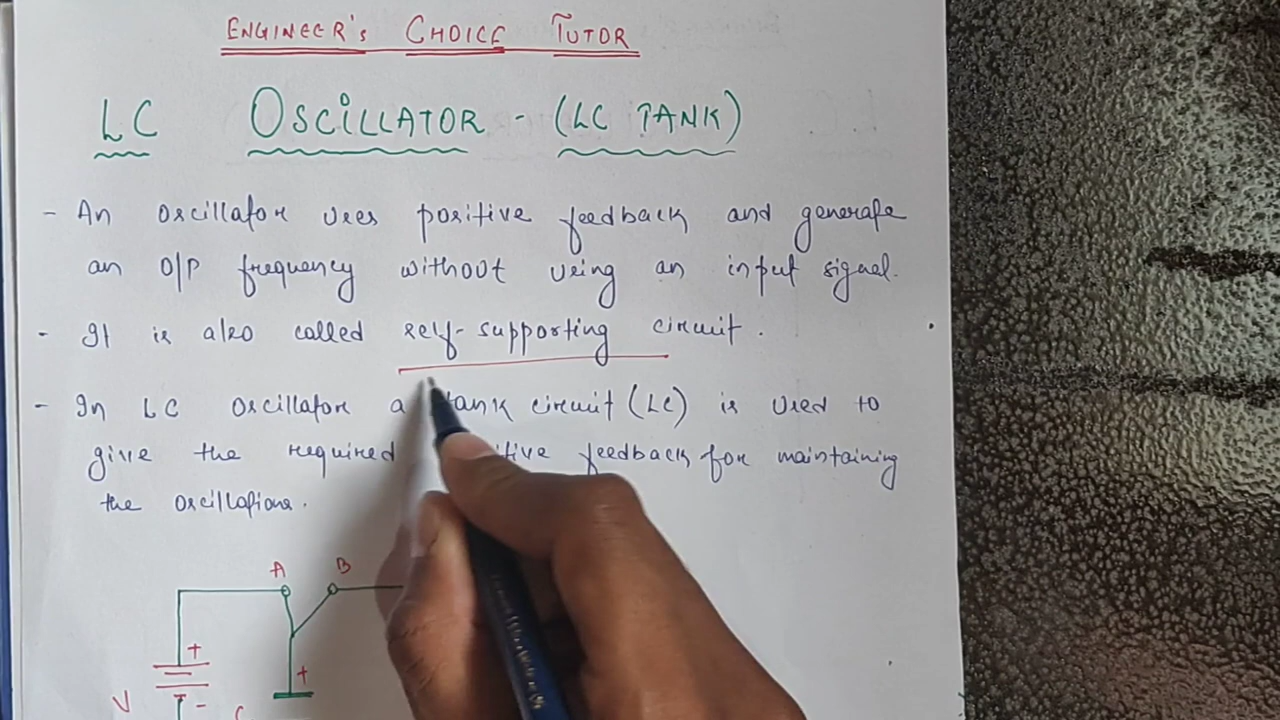 ENGINEER's CHOICE TUTOR
LC OSCILLATOR - (LC TANK)
- An oscillator uses positive feedback and generate
an O/P frequency without using an input signal.
- It is also called self-supporting circuit.
- In LC oscillator a tank circuit (LC) is used to
give the required feedback for maintaining
the oscillations.
A B
+ +
V - C